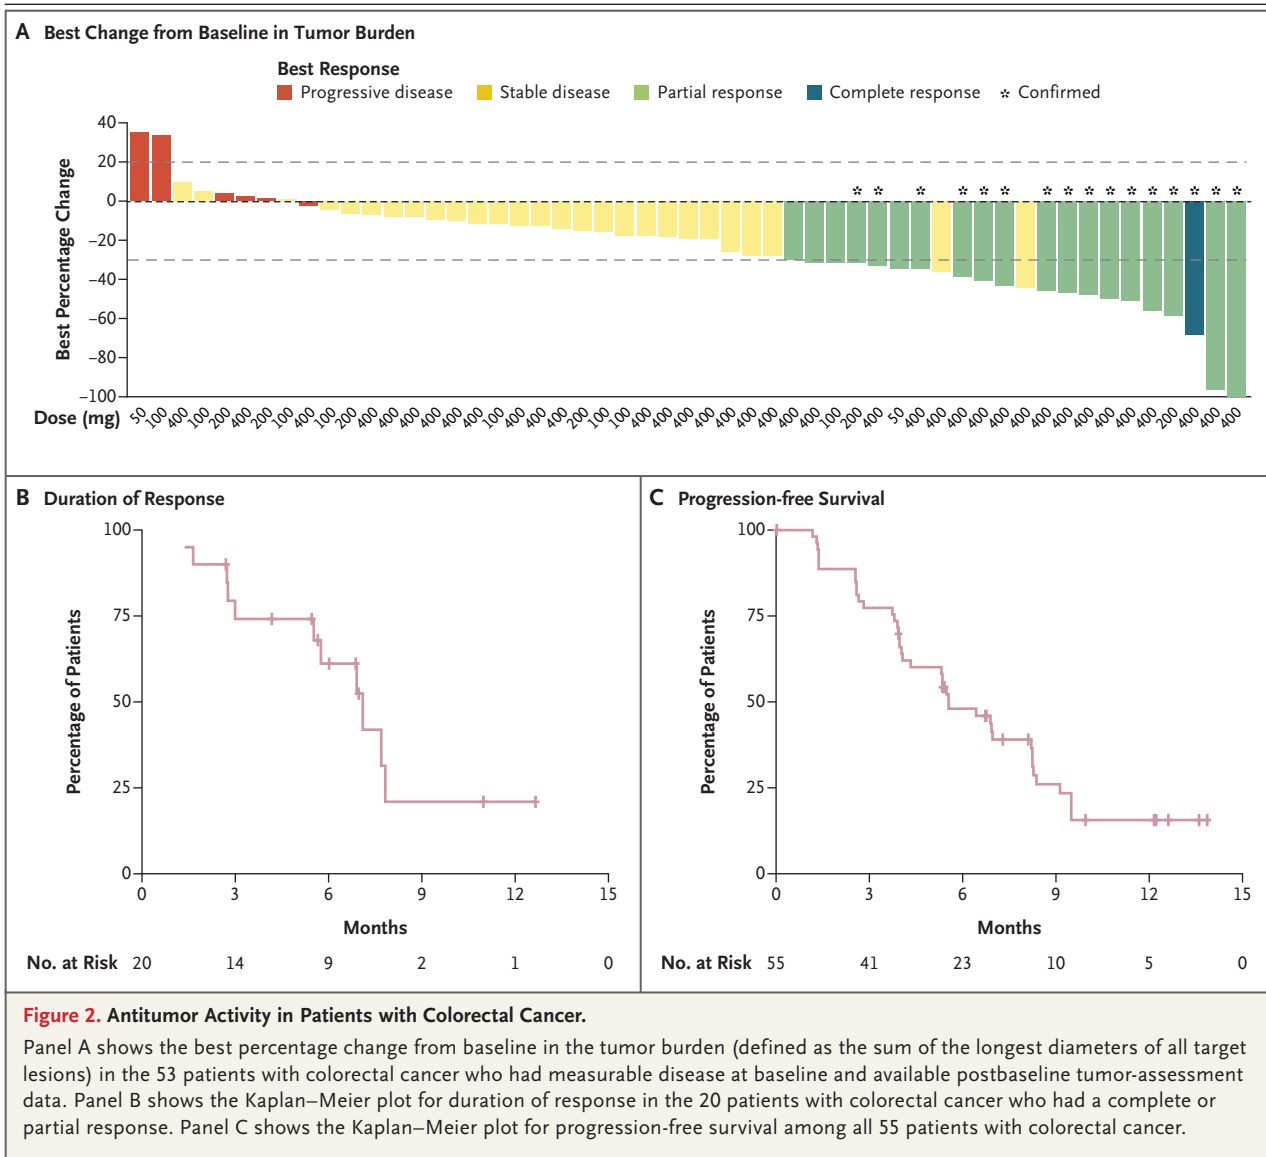 A Best Change from Baseline in Tumor Burden
Best Response
Progressive disease Stable disease Partial response Complete response * Confirmed
Best Percentage Change
40
20
0
−20
−40
−60
−80
−100
* * * * * * * * * * * * * * * *
Dose (mg) 50 100 400 100 200 400 200 100 400 100 200 400 400 400 400 400 100 100 400 400 400 200 100 100 400 400 400 400 400 400 400 400 400 100 200 400 50 400 400 400 400 400 400 400 400 400 400 400 400 200 400 400 400
B Duration of Response
Percentage of Patients
100
75
50
25
0
0 3 6 9 12 15
Months
No. at Risk 20 14 9 2 1 0
C Progression-free Survival
Percentage of Patients
100
75
50
25
0
0 3 6 9 12 15
Months
No. at Risk 55 41 23 10 5 0
Figure 2. Antitumor Activity in Patients with Colorectal Cancer.
Panel A shows the best percentage change from baseline in the tumor burden (defined as the sum of the longest diameters of all target
lesions) in the 53 patients with colorectal cancer who had measurable disease at baseline and available postbaseline tumor-assessment
data. Panel B shows the Kaplan–Meier plot for duration of response in the 20 patients with colorectal cancer who had a complete or
partial response. Panel C shows the Kaplan–Meier plot for progression-free survival among all 55 patients with colorectal cancer.